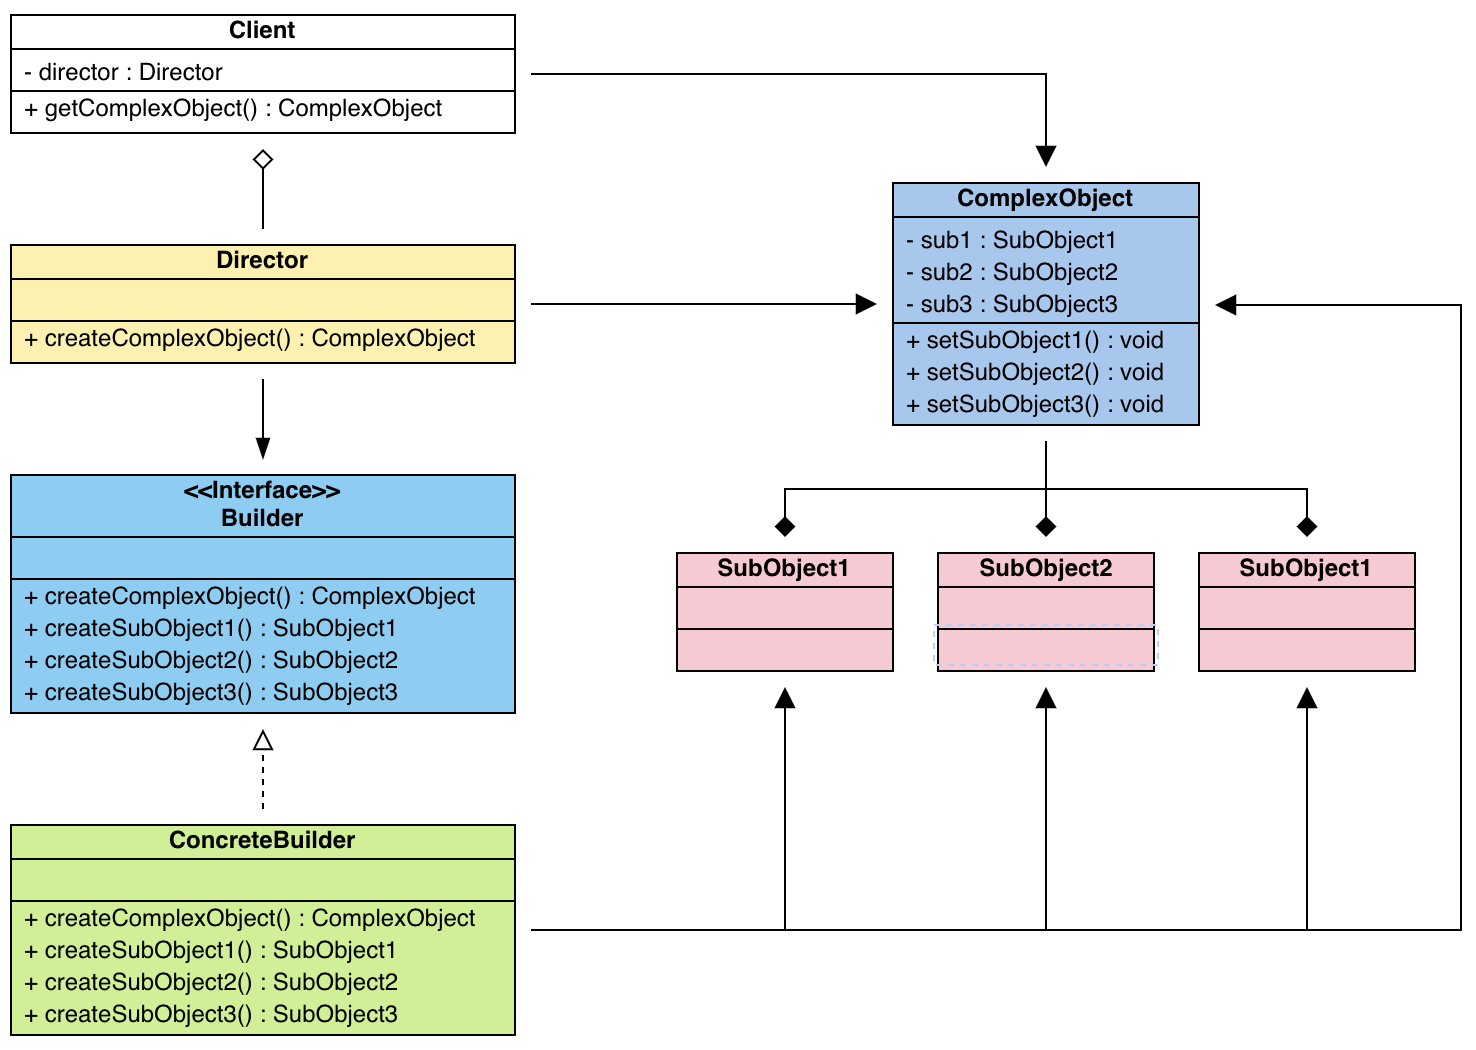 Client
- director : Director
+ getComplexObject() : ComplexObject
Director
+ createComplexObject() : ComplexObject
<<Interface>>
Builder
+ createComplexObject() : ComplexObject
+ createSubObject1() : SubObject1
+ createSubObject2() : SubObject2
+ createSubObject3() : SubObject3
ConcreteBuilder
+ createComplexObject() : ComplexObject
+ createSubObject1() : SubObject1
+ createSubObject2() : SubObject2
+ createSubObject3() : SubObject3
ComplexObject
- sub1 : SubObject1
- sub2 : SubObject2
- sub3 : SubObject3
+ setSubObject1() : void
+ setSubObject2() : void
+ setSubObject3() : void
SubObject1
SubObject2
SubObject1